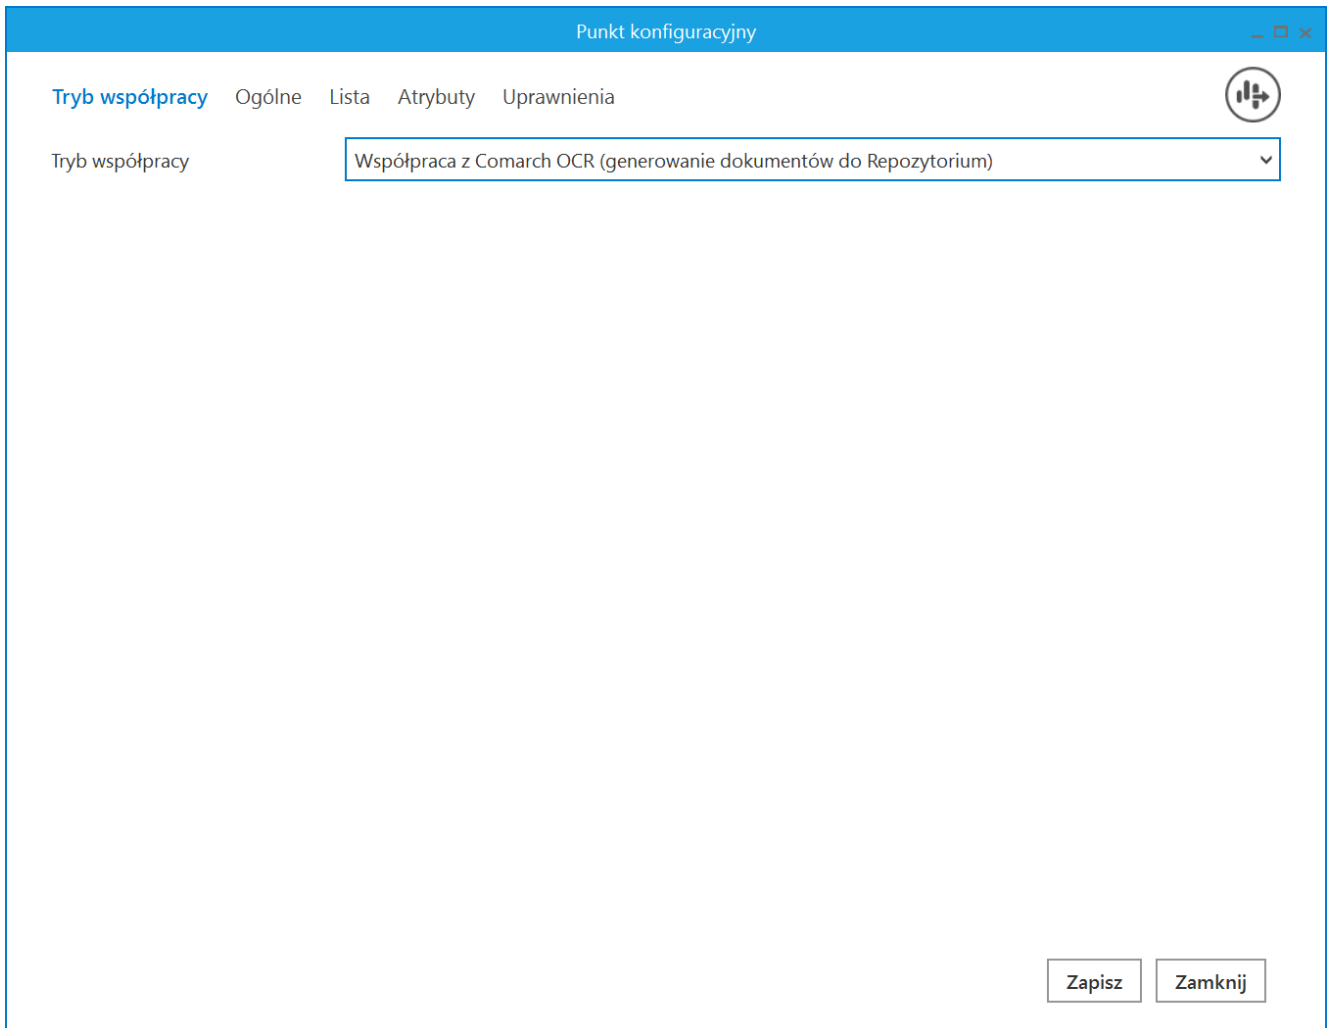 Punkt konfiguracyjny
Tryb współpracy Ogólne Lista Atrybuty Uprawnienia
Tryb współpracy Współpraca z Comarch OCR (generowanie dokumentów do Repozytorium)
Zapisz Zamknij